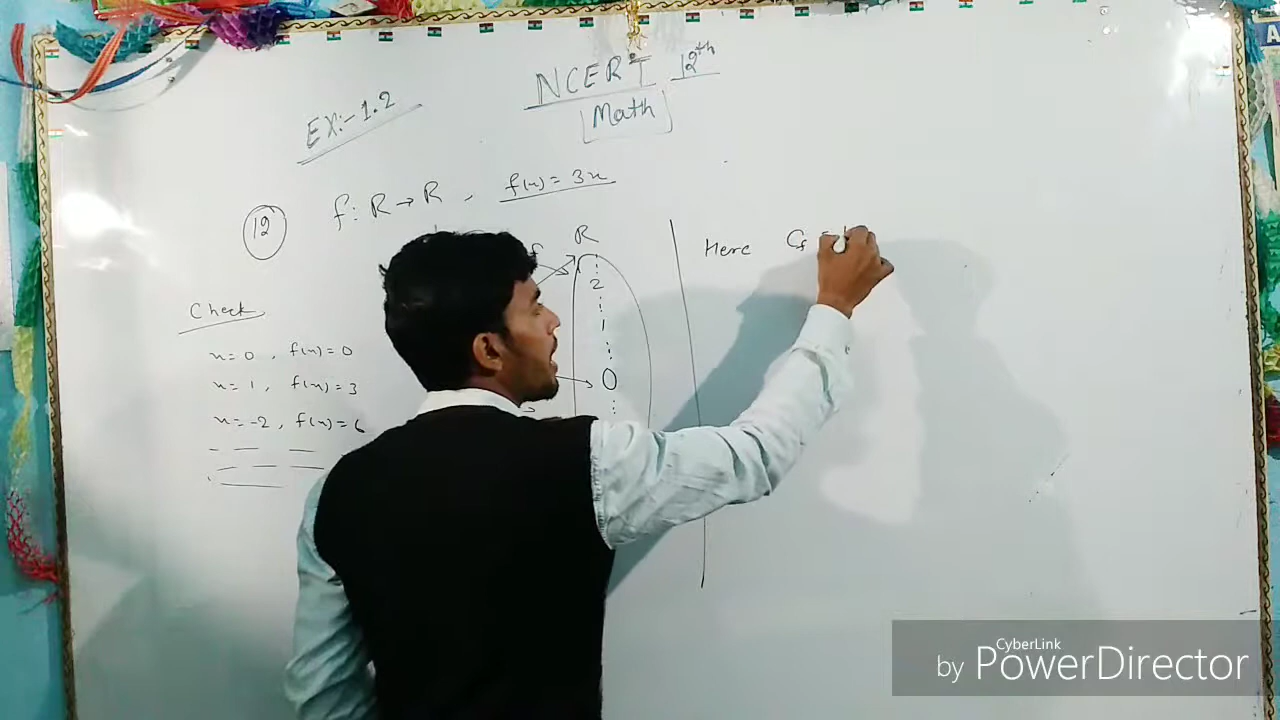 NCERT 12th
Math
Ex:- 1.2
12 f: R → R , f(x) = 3x
f R
Check
x=0 , f(x)=0
x=1 , f(x)=3
x=-2 , f(x)=6
2
1
0
Here Cf =
CyberLink
by PowerDirector